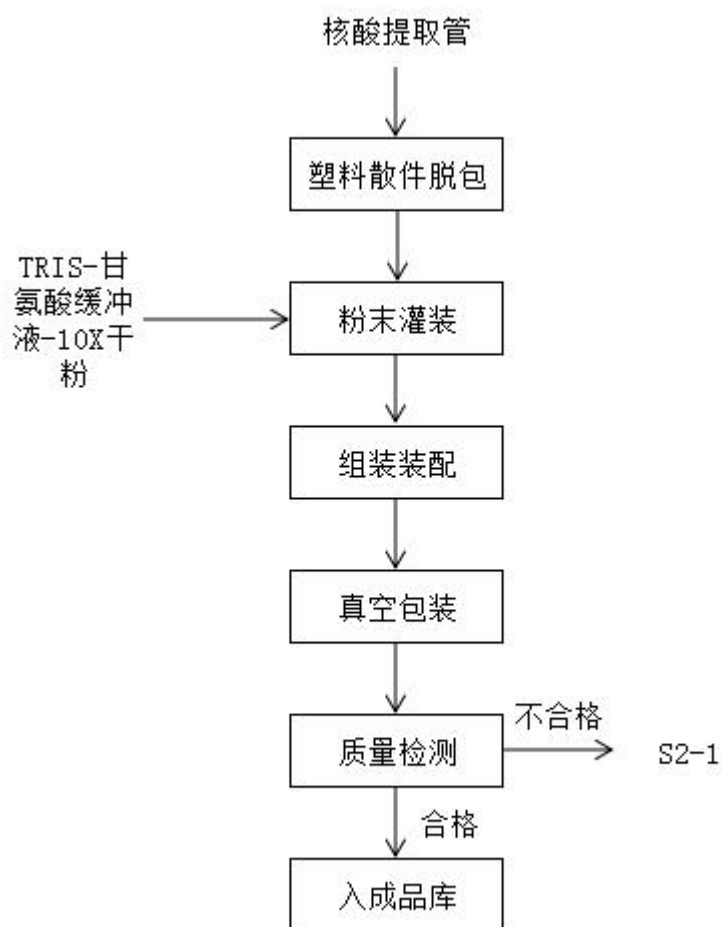 核酸提取管
塑料散件脱包
TRIS-甘
氨酸缓冲
液-10X干
粉
粉末灌装
组装装配
真空包装
质量检测
不合格
S2-1
合格
入成品库